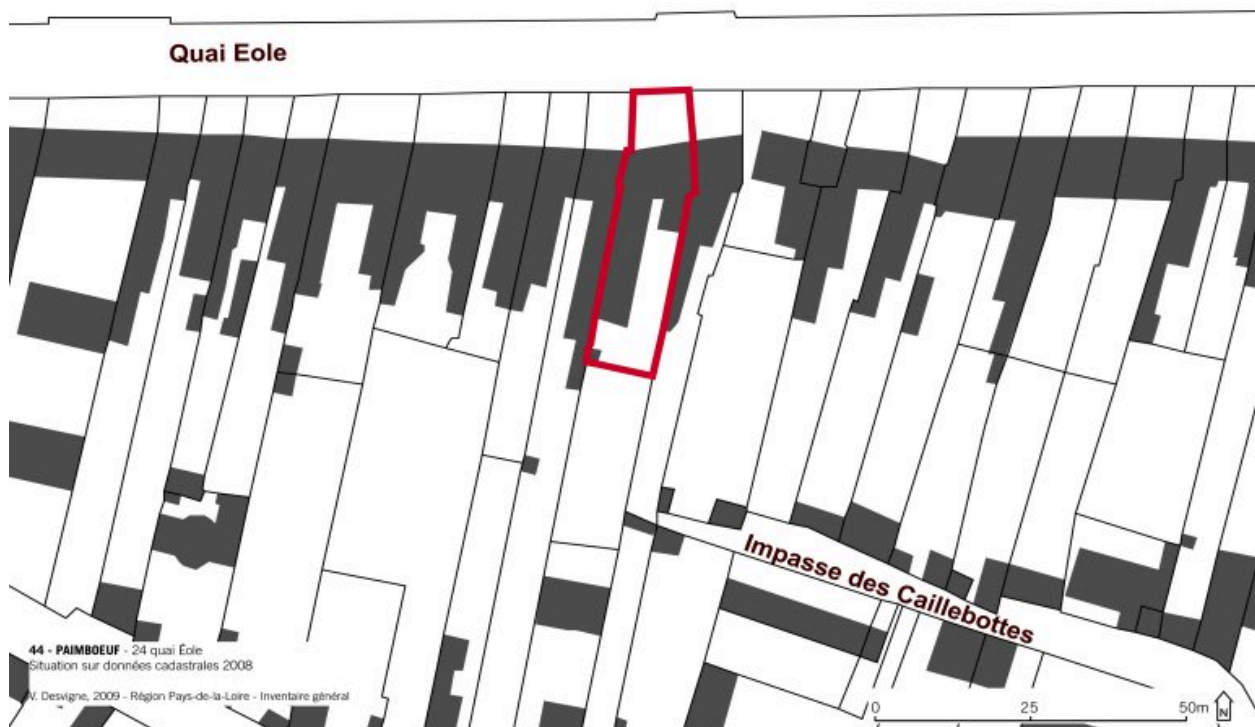 Quai Eole
Impasse des Caillebottes
44 - PAIMBOEUF - 24 quai Éole
Situation sur données cadastrales 2008
V. Desvigne, 2009 - Région Pays-de-la-Loire - Inventaire général
0 25 50m
N